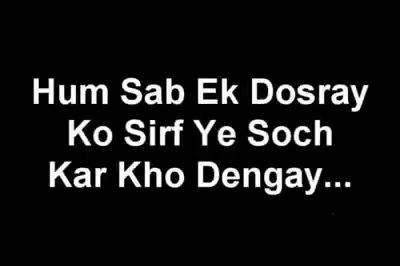 Hum Sab Ek Dosray
Ko Sirf Ye Soch
Kar Kho Dengay...